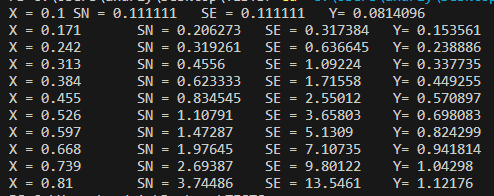 X = 0.1 SN = 0.111111 SE = 0.111111 Y= 0.0814096
X = 0.171 SN = 0.206273 SE = 0.317384 Y= 0.153561
X = 0.242 SN = 0.319261 SE = 0.636645 Y= 0.238886
X = 0.313 SN = 0.4556 SE = 1.09224 Y= 0.337735
X = 0.384 SN = 0.623333 SE = 1.71558 Y= 0.449255
X = 0.455 SN = 0.834545 SE = 2.55012 Y= 0.570897
X = 0.526 SN = 1.10791 SE = 3.65803 Y= 0.698083
X = 0.597 SN = 1.47287 SE = 5.1309 Y= 0.824299
X = 0.668 SN = 1.97645 SE = 7.10735 Y= 0.941814
X = 0.739 SN = 2.69387 SE = 9.80122 Y= 1.04298
X = 0.81 SN = 3.74486 SE = 13.5461 Y= 1.12176